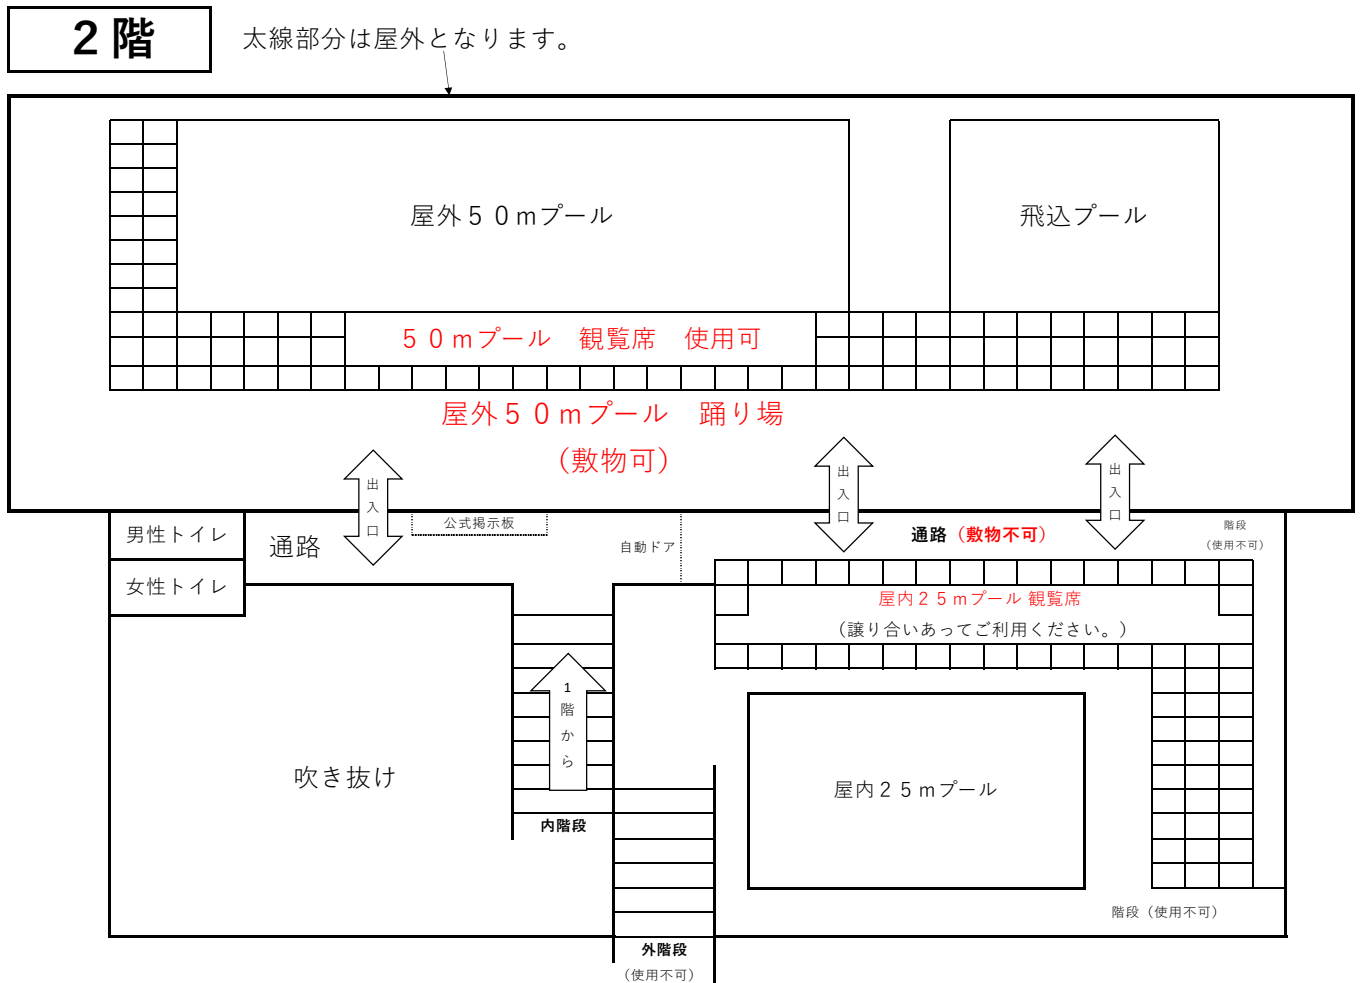 ２階
太線部分は屋外となります。
屋外５０ｍプール
飛込プール
５０ｍプール　観覧席　使用可
屋外５０ｍプール　踊り場
（敷物可）
出入口
出入口
出入口
男性トイレ
女性トイレ
通路
公式掲示板
自動ドア
通路（敷物不可）
階段
（使用不可）
屋内２５ｍプール 観覧席
（譲り合いあってご利用ください。）
1階から
吹き抜け
屋内２５ｍプール
内階段
階段（使用不可）
外階段
（使用不可）